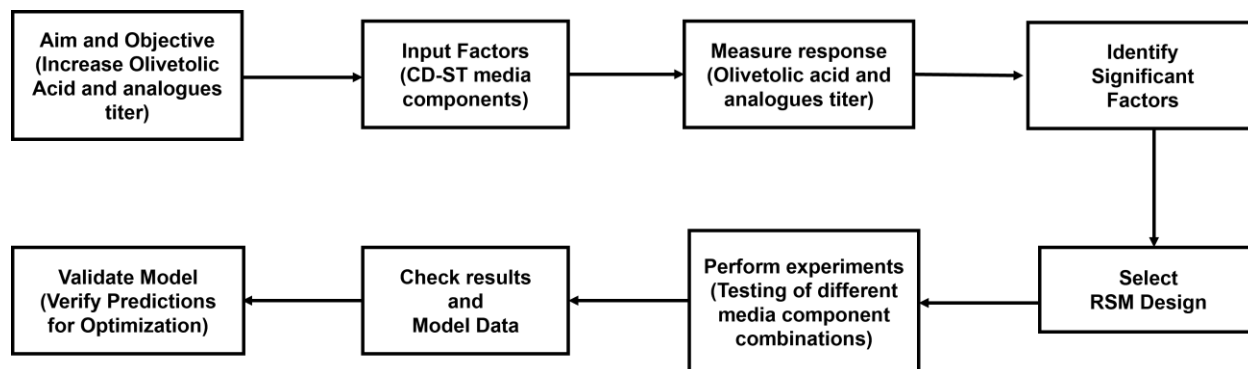 Aim and Objective
(Increase Olivetolic
Acid and analogues
titer)
Input Factors
(CD-ST media
components)
Measure response
(Olivetolic acid and
analogues titer)
Identify
Significant
Factors
Select
RSM Design
Perform experiments
(Testing of different
media component
combinations)
Check results
and
Model Data
Validate Model
(Verify Predictions
for Optimization)